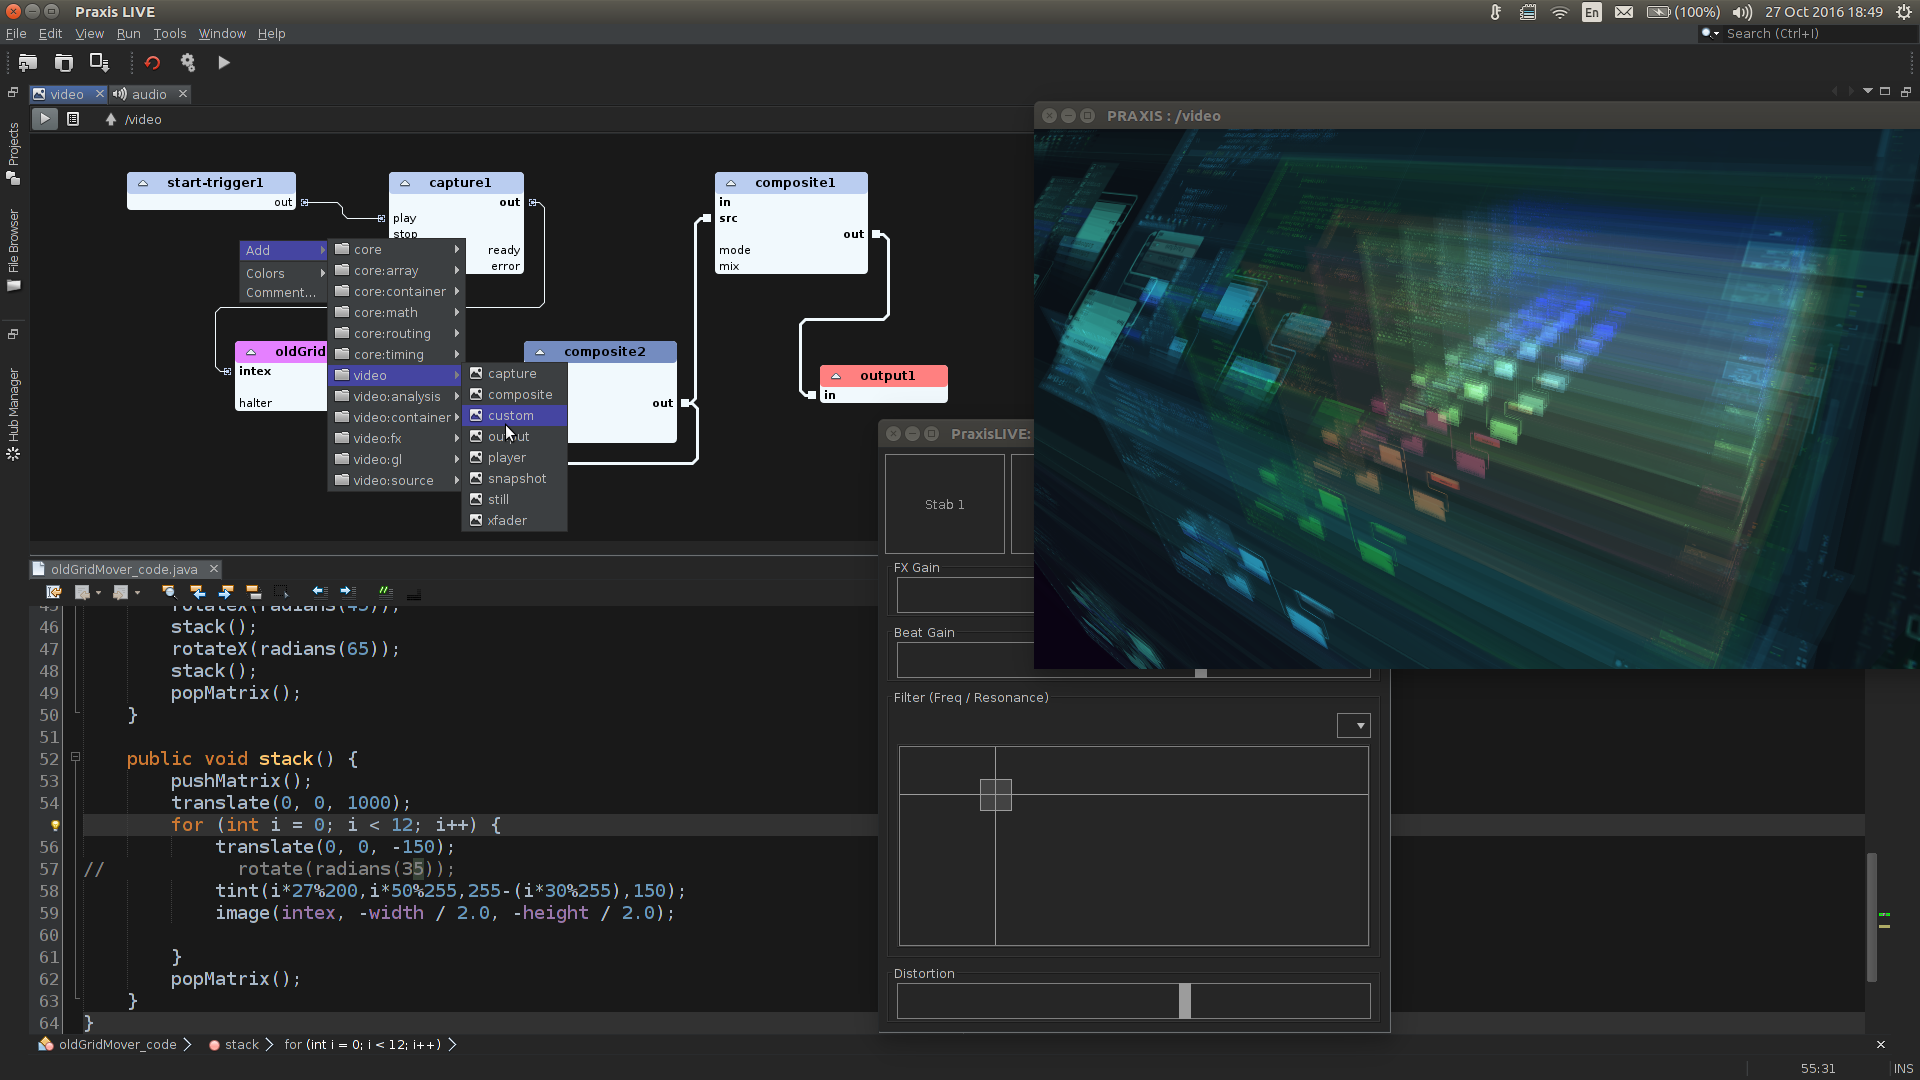 Praxis LIVE
En
(100%)
27 Oct 2016 18:49
File Edit View Run Tools Window Help
Search (Ctrl+I)
video
audio
/video
Projects
File Browser
Hub Manager
start-trigger1
out
capture1
out
play
stop
ready
error
composite1
in
src
out
mode
mix
Add
Colors
Comment...
core
core:array
core:container
core:math
core:routing
core:timing
video
video:analysis
video:container
video:fx
video:gl
video:source
capture
composite
custom
output
player
snapshot
still
xfader
oldGrid
intex
halter
composite2
out
output1
in
PRAXIS : /video
PraxisLIVE:
Stab 1
FX Gain
Beat Gain
Filter (Freq / Resonance)
Distortion
oldGridMover_code.java
45 rotateX(radians(45));
46 stack();
47 rotateX(radians(65));
48 stack();
49 popMatrix();
50 }
51
52 public void stack() {
53 pushMatrix();
54 translate(0, 0, 1000);
for (int i = 0; i < 12; i++) {
56 translate(0, 0, -150);
57 // rotate(radians(35));
58 tint(i*27%200,i*50%255,255-(i*30%255),150);
59 image(intex, -width / 2.0, -height / 2.0);
60
61 }
62 popMatrix();
63 }
64 }
oldGridMover_code > stack > for (int i = 0; i < 12; i++) >
55:31
INS